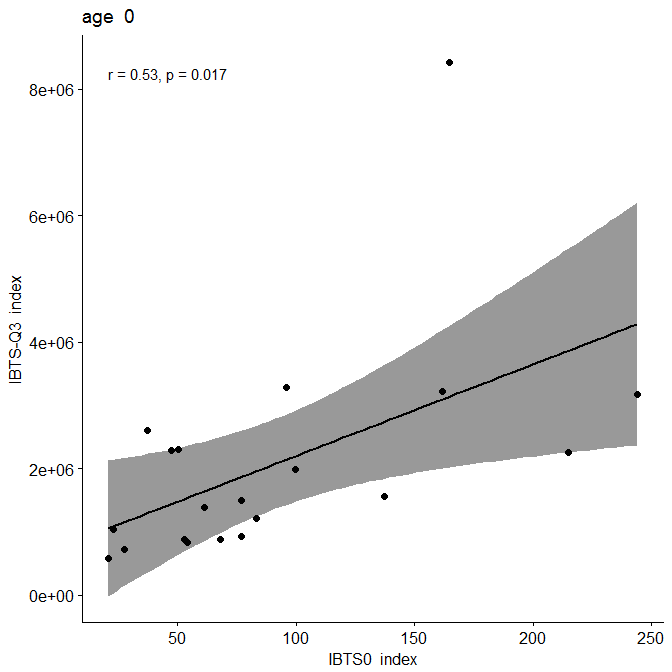 age  0
r = 0.53, p = 0.017
8e+06
6e+06
4e+06
2e+06
0e+00
IBTS-Q3  index
50
100
150
200
250
IBTS0  index